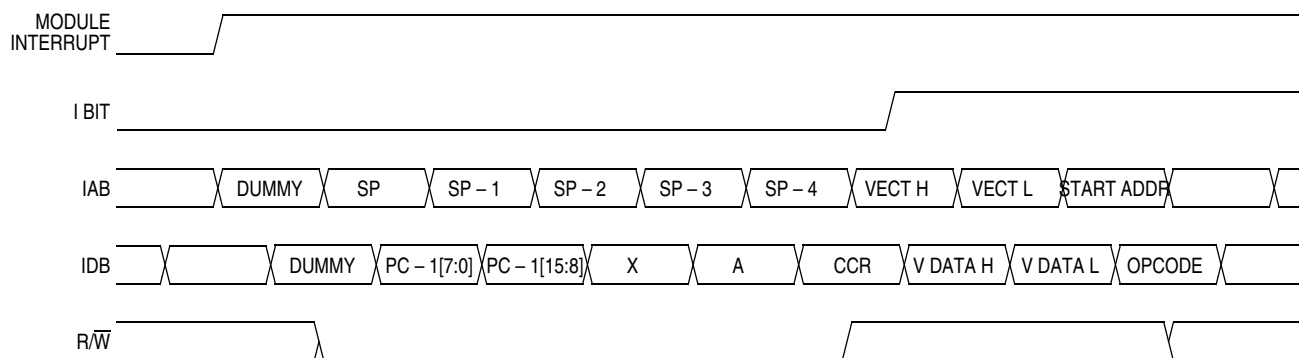 MODULE
INTERRUPT
I BIT
IAB DUMMY SP SP – 1 SP – 2 SP – 3 SP – 4 VECT H VECT L START ADDR
IDB DUMMY PC – 1[7:0] PC – 1[15:8] X A CCR V DATA H V DATA L OPCODE
R/W̅